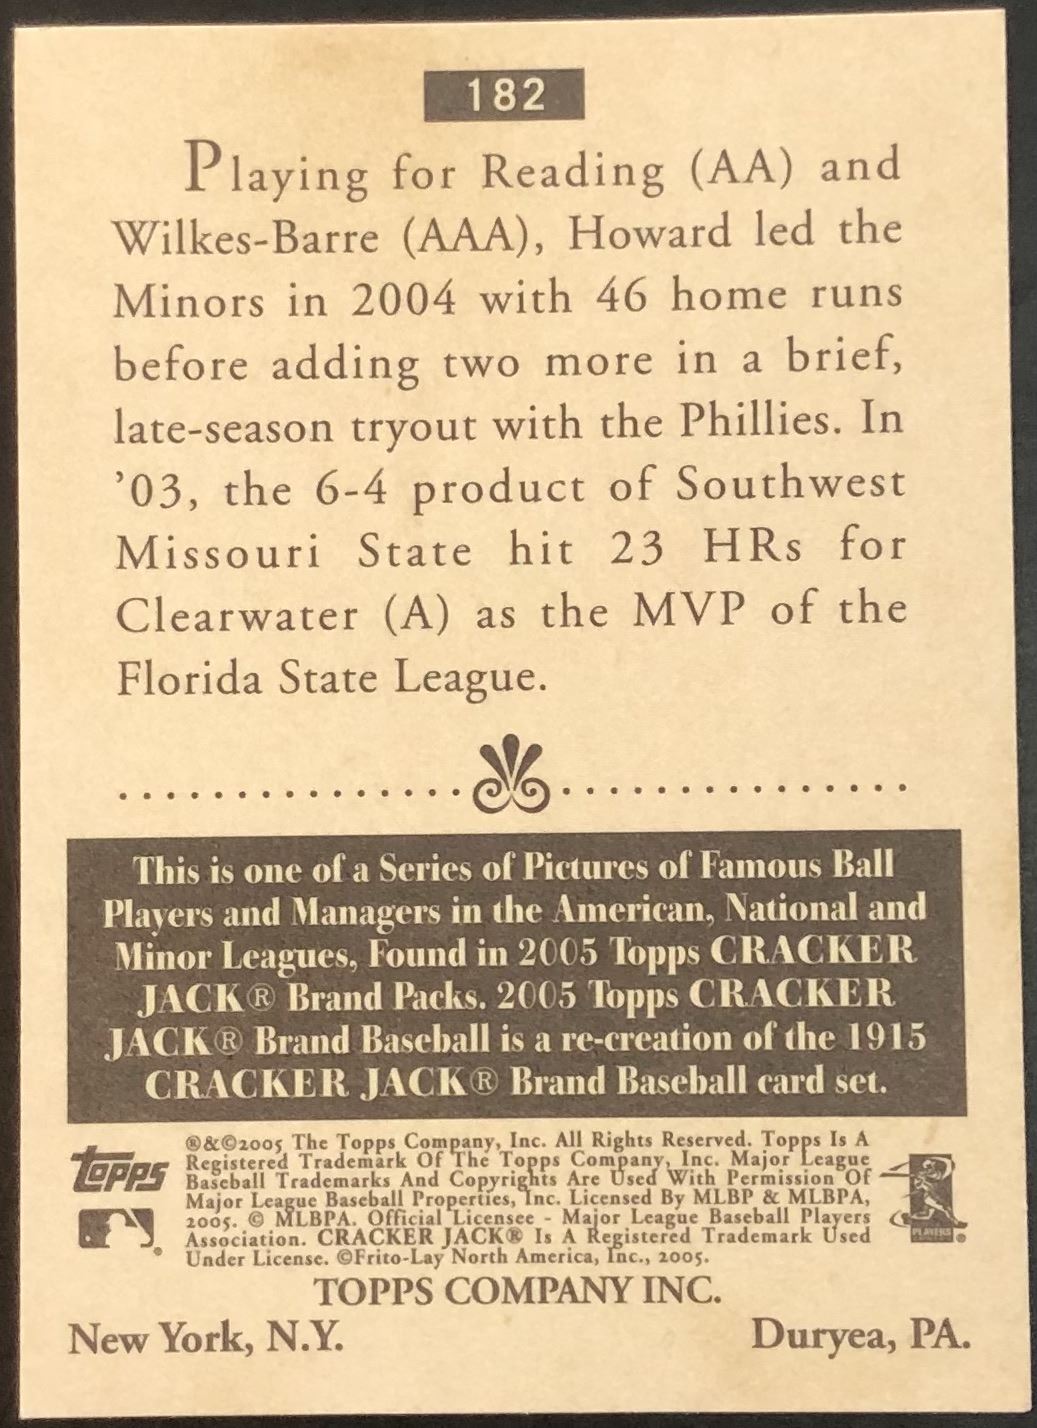 182
Playing for Reading (AA) and
Wilkes-Barre (AAA), Howard led the
Minors in 2004 with 46 home runs
before adding two more in a brief,
late-season tryout with the Phillies. In
’03, the 6-4 product of Southwest
Missouri State hit 23 HRs for
Clearwater (A) as the MVP of the
Florida State League.
This is one of a Series of Pictures of Famous Ball
Players and Managers in the American, National and
Minor Leagues, Found in 2005 Topps CRACKER
JACK® Brand Packs. 2005 Topps CRACKER
JACK® Brand Baseball is a re-creation of the 1915
CRACKER JACK® Brand Baseball card set.
Topps
®&©2005 The Topps Company, Inc. All Rights Reserved. Topps Is A
Registered Trademark Of The Topps Company, Inc. Major League
Baseball Trademarks And Copyrights Are Used With Permission Of
Major League Baseball Properties, Inc. Licensed By MLBP & MLBPA,
2005. © MLBPA. Official Licensee - Major League Baseball Players
Association. CRACKER JACK® Is A Registered Trademark Used
Under License. ©Frito-Lay North America, Inc., 2005.
PLAYERS
TOPPS COMPANY INC.
New York, N.Y. Duryea, PA.